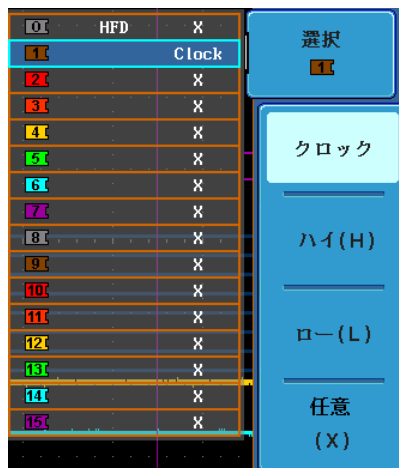 0 HFD X
1 Clock
2 X
3 X
4 X
5 X
6 X
7 X
8 X
9 X
10 X
11 X
12 X
13 X
14 X
15 X
選択
1
クロック
ハイ(H)
ロー(L)
任意
(X)